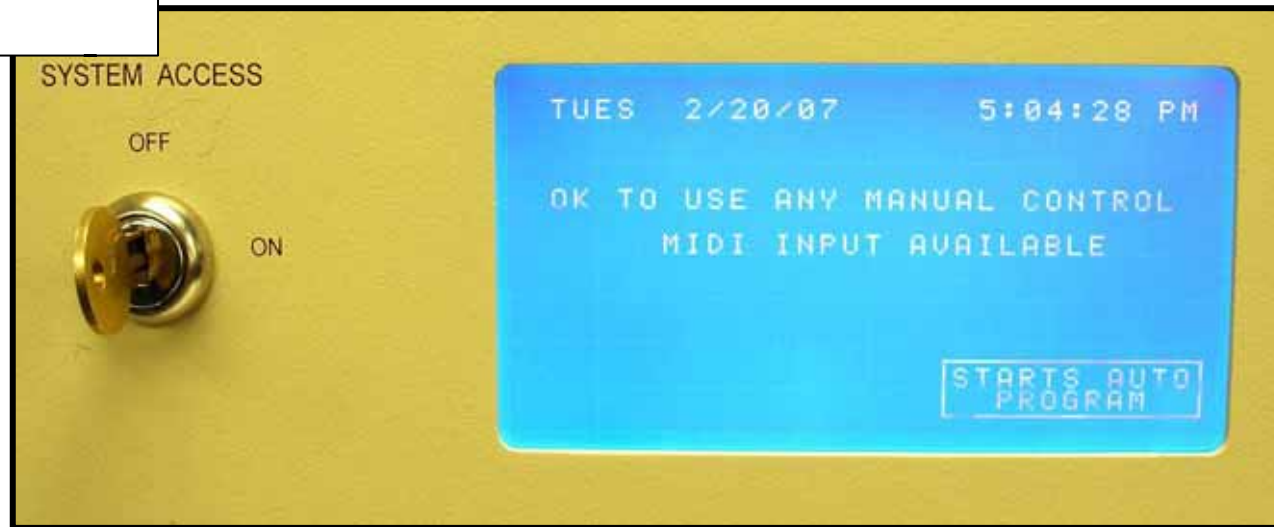 SYSTEM ACCESS
OFF
ON
TUES 2/20/07 5:04:28 PM
OK TO USE ANY MANUAL CONTROL
MIDI INPUT AVAILABLE
STARTS AUTO
PROGRAM